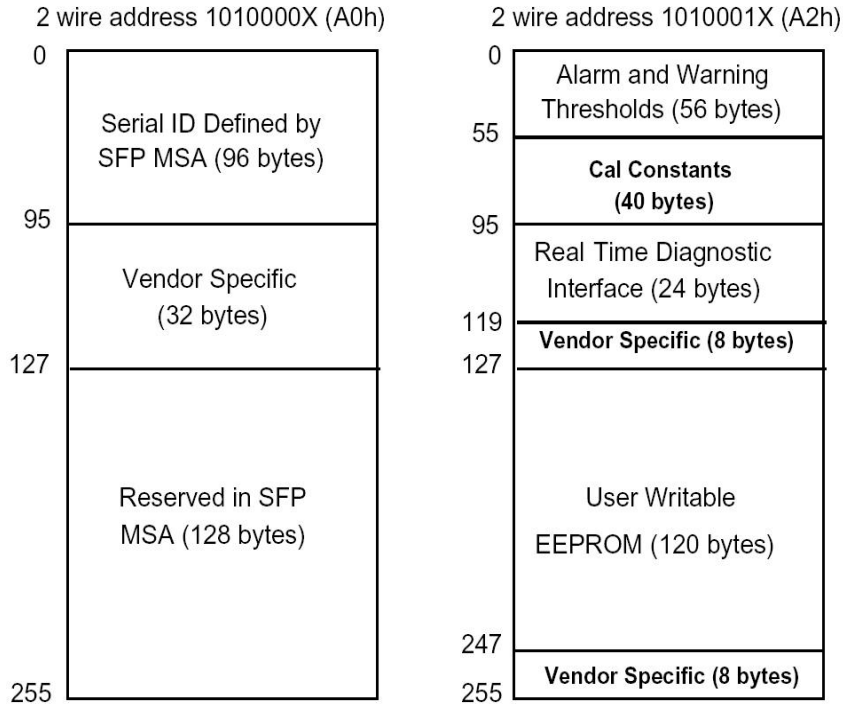 2 wire address 1010000X (A0h)
0
Serial ID Defined by
SFP MSA (96 bytes)
95
Vendor Specific
(32 bytes)
127
Reserved in SFP
MSA (128 bytes)
255
2 wire address 1010001X (A2h)
0
Alarm and Warning
Thresholds (56 bytes)
55
Cal Constants
(40 bytes)
95
Real Time Diagnostic
Interface (24 bytes)
119
Vendor Specific (8 bytes)
127
User Writable
EEPROM (120 bytes)
247
Vendor Specific (8 bytes)
255